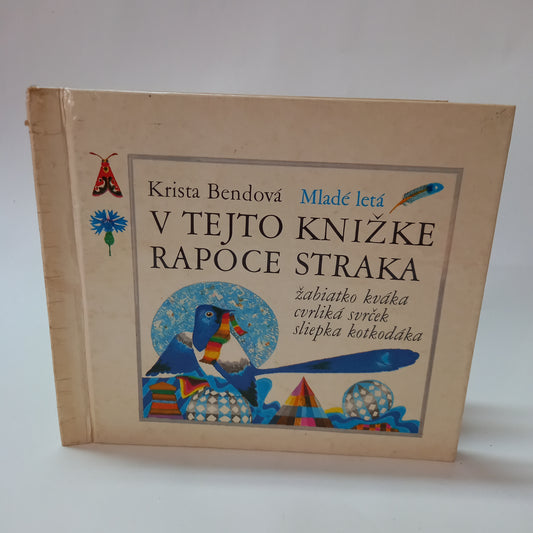 Krista Bendová Mladé letá
V TEJTO KNIŽKE
RAPOCE STRAKA
žabiatko kváka
cvrliká svrček
sliepka kotkodáka